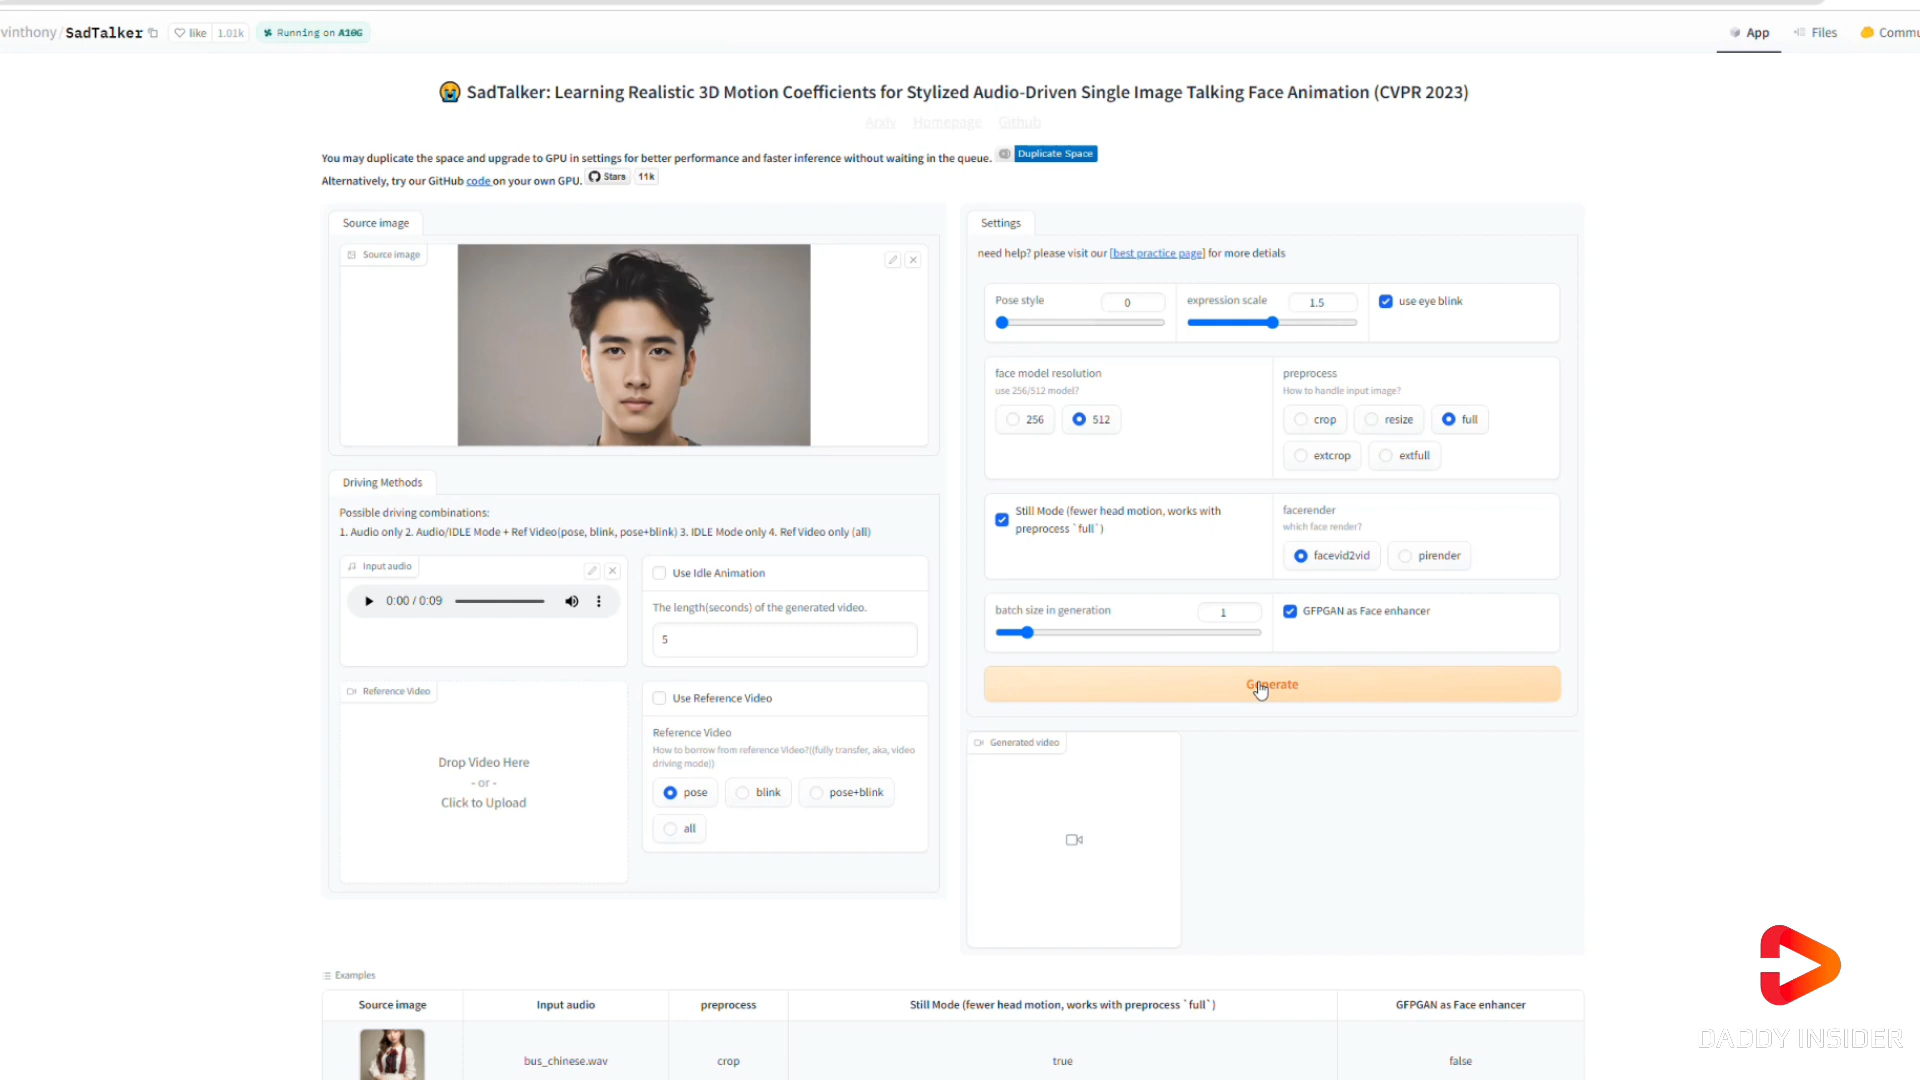 vinthony/SadTalker like 1.01k Running on A10G App Files Commu
😭 SadTalker: Learning Realistic 3D Motion Coefficients for Stylized Audio-Driven Single Image Talking Face Animation (CVPR 2023)
Arxiv Homepage Github
You may duplicate the space and upgrade to GPU in settings for better performance and faster inference without waiting in the queue. Duplicate Space
Alternatively, try our GitHub code on your own GPU. Stars 11k
Source image
Source image
Driving Methods
Possible driving combinations:
1. Audio only 2. Audio/IDLE Mode + Ref Video(pose, blink, pose+blink) 3. IDLE Mode only 4. Ref Video only (all)
Input audio
0:00 / 0:09
Use Idle Animation
The length(seconds) of the generated video.
5
Reference Video
Drop Video Here
- or -
Click to Upload
Use Reference Video
Reference Video
How to borrow from reference Video?((fully transfer, aka, video
driving mode))
pose blink pose+blink
all
Settings
need help? please visit our [best practice page] for more detials
Pose style 0 expression scale 1.5 use eye blink
face model resolution
use 256/512 model?
256 512
preprocess
How to handle input image?
crop resize full
extcrop extfull
Still Mode (fewer head motion, works with
preprocess `full`)
facerender
which face render?
facevid2vid pirender
batch size in generation 1 GFPGAN as Face enhancer
Generate
Generated video
Examples
Source image Input audio preprocess Still Mode (fewer head motion, works with preprocess `full`) GFPGAN as Face enhancer
bus_chinese.wav crop true false
DADDY INSIDER